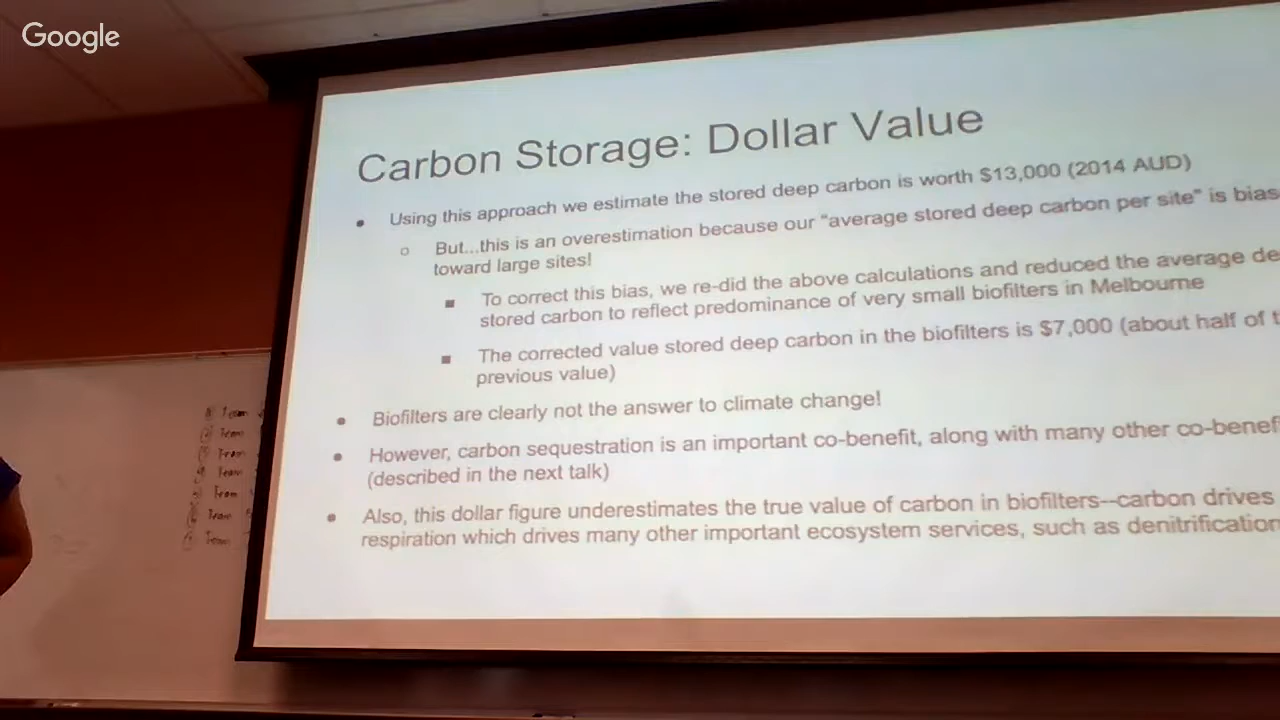 Google
Carbon Storage: Dollar Value
• Using this approach we estimate the stored deep carbon is worth $13,000 (2014 AUD)
○ But...this is an overestimation because our "average stored deep carbon per site" is bias
toward large sites!
■ To correct this bias, we re-did the above calculations and reduced the average de
stored carbon to reflect predominance of very small biofilters in Melbourne
■ The corrected value stored deep carbon in the biofilters is $7,000 (about half of t
previous value)
• Biofilters are clearly not the answer to climate change!
• However, carbon sequestration is an important co-benefit, along with many other co-benef
(described in the next talk)
• Also, this dollar figure underestimates the true value of carbon in biofilters--carbon drives
respiration which drives many other important ecosystem services, such as denitrification
Team
Team
Team
Team
Team
Team
Team